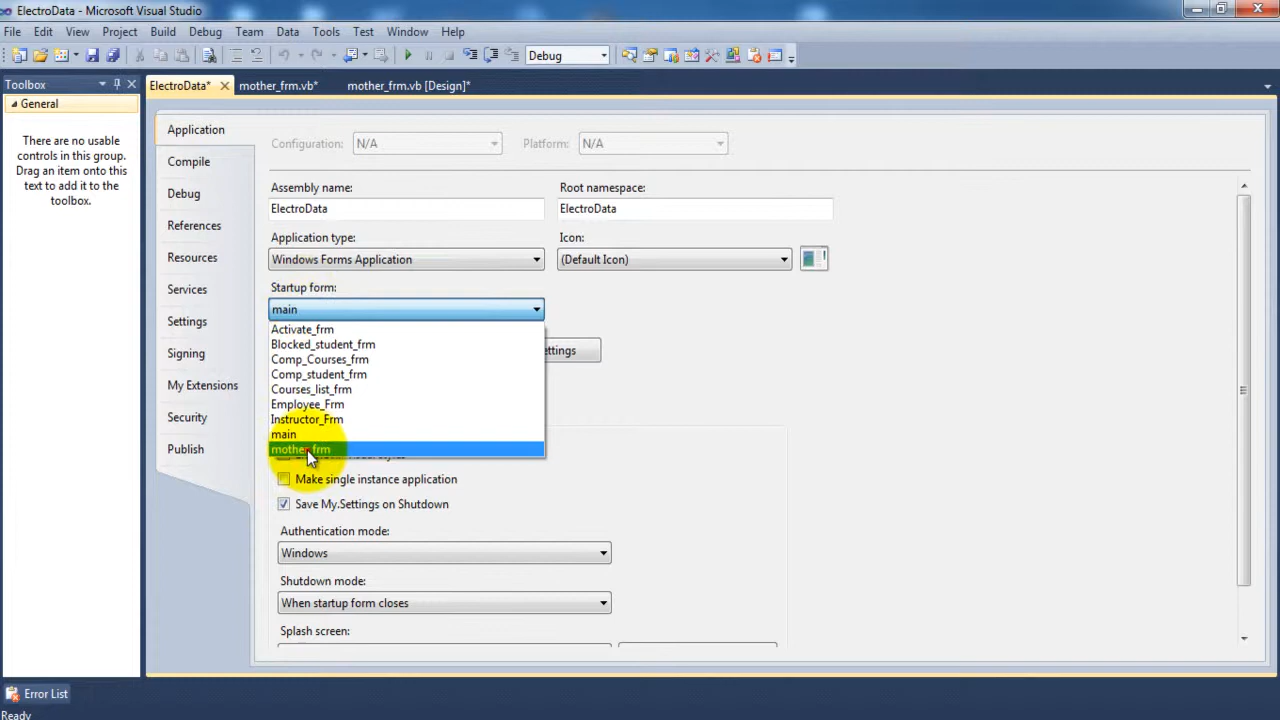 ElectroData - Microsoft Visual Studio
File Edit View Project Build Debug Team Data Tools Test Window Help
Debug
Toolbox
ElectroData* mother_frm.vb* mother_frm.vb [Design]*
General
There are no usable
controls in this group.
Drag an item onto this
text to add it to the
toolbox.
Application
Compile
Debug
References
Resources
Services
Settings
Signing
My Extensions
Security
Publish
Configuration: N/A Platform: N/A
Assembly name: Root namespace:
ElectroData ElectroData
Application type: Icon:
Windows Forms Application (Default Icon)
Startup form:
main
Activate_frm
Blocked_student_frm
Comp_Courses_frm
Comp_student_frm
Courses_list_frm
Employee_Frm
Instructor_Frm
main
mother_frm
ettings
Make single instance application
Save My.Settings on Shutdown
Authentication mode:
Windows
Shutdown mode:
When startup form closes
Splash screen:
Error List
Ready